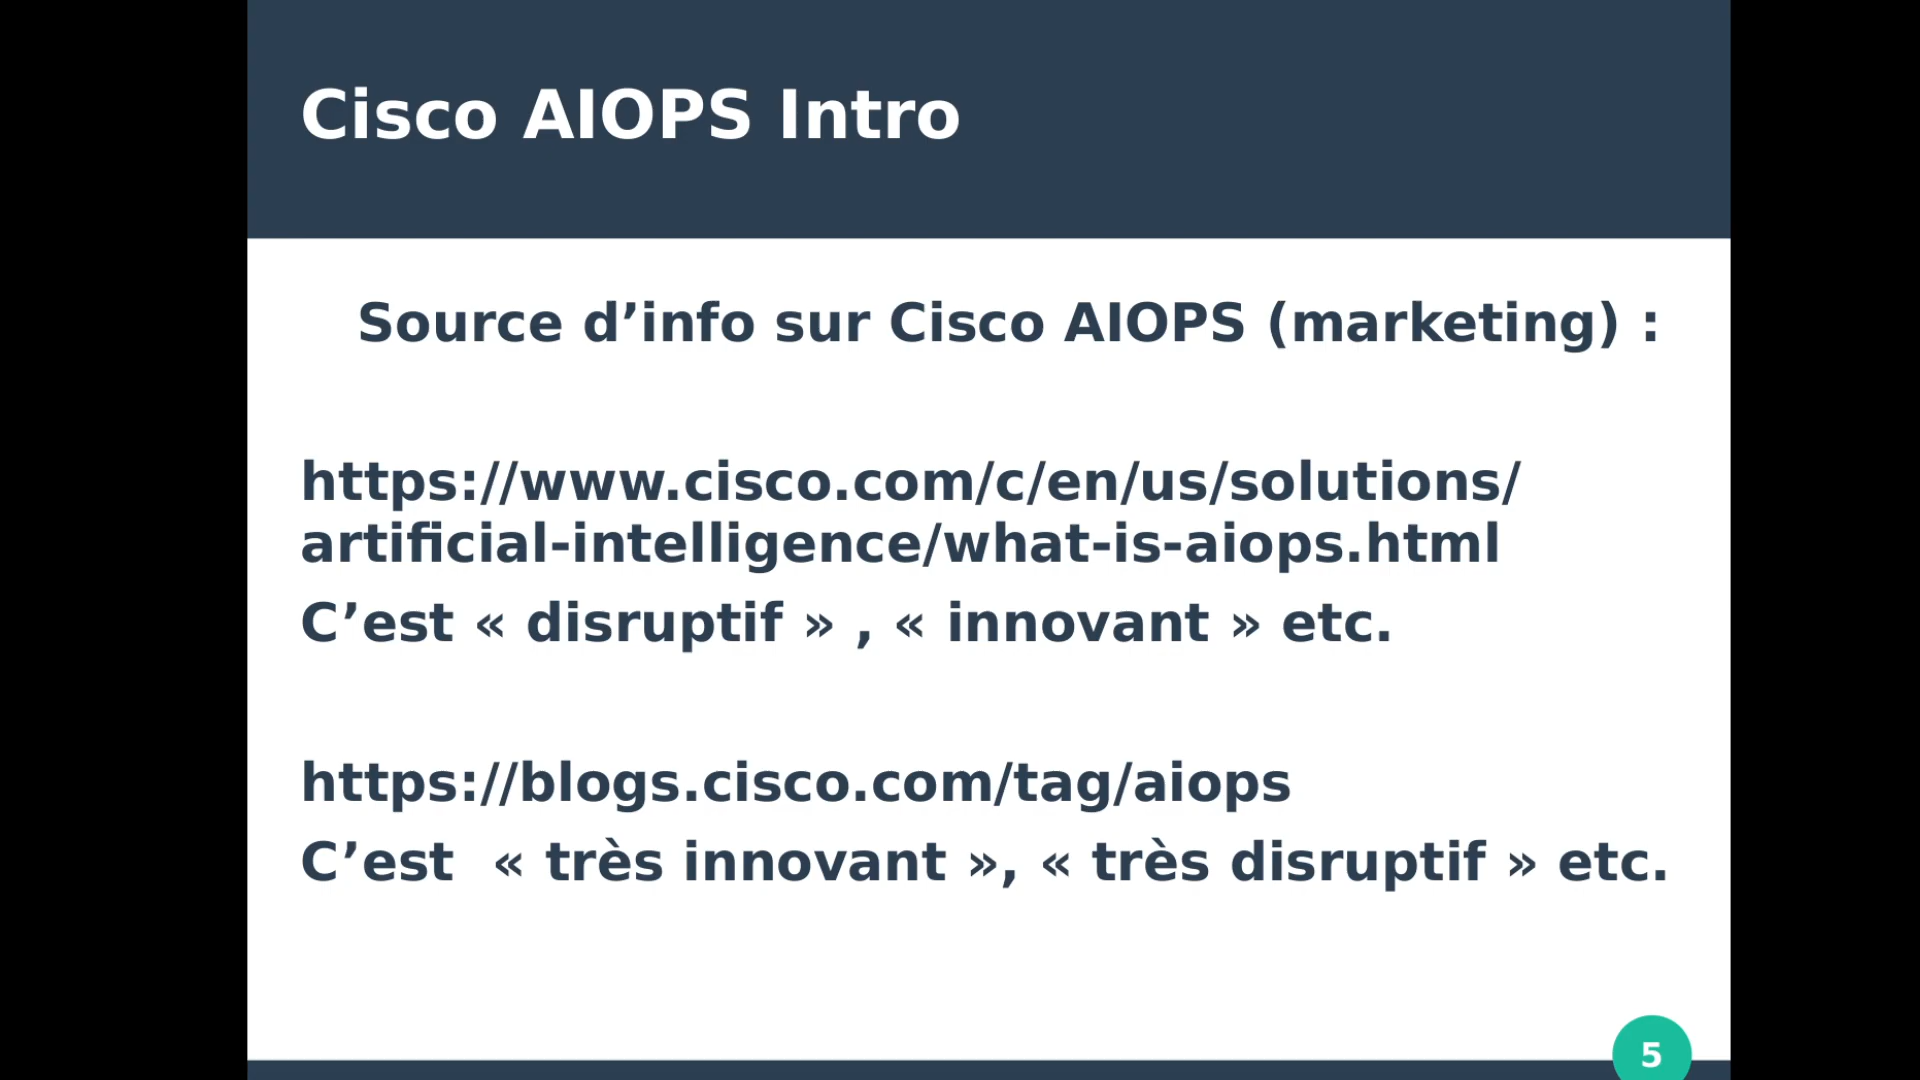 Cisco AIOPS Intro
Source d’info sur Cisco AIOPS (marketing) :
https://www.cisco.com/c/en/us/solutions/
artificial-intelligence/what-is-aiops.html
C’est « disruptif » , « innovant » etc.
https://blogs.cisco.com/tag/aiops
C’est  « très innovant », « très disruptif » etc.
5